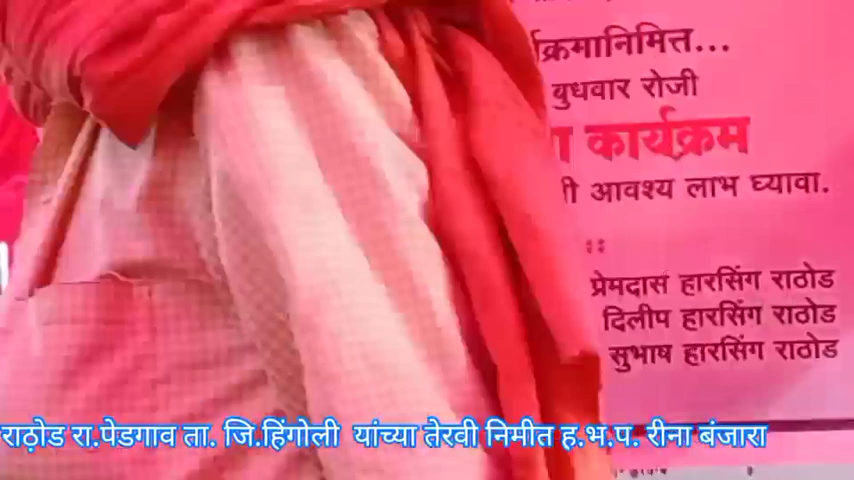 र्यक्रमानिमित्त...
बुधवार रोजी
कार्यक्रम
आवश्य लाभ घ्यावा.
::
प्रेमदास हारसिंग राठोड
दिलीप हारसिंग राठोड
सुभाष हारसिंग राठोड
राठोड रा.पेडगाव ता. जि.हिंगोली यांच्या तेरवी निमीत ह.भ.प. रीना बंजारा